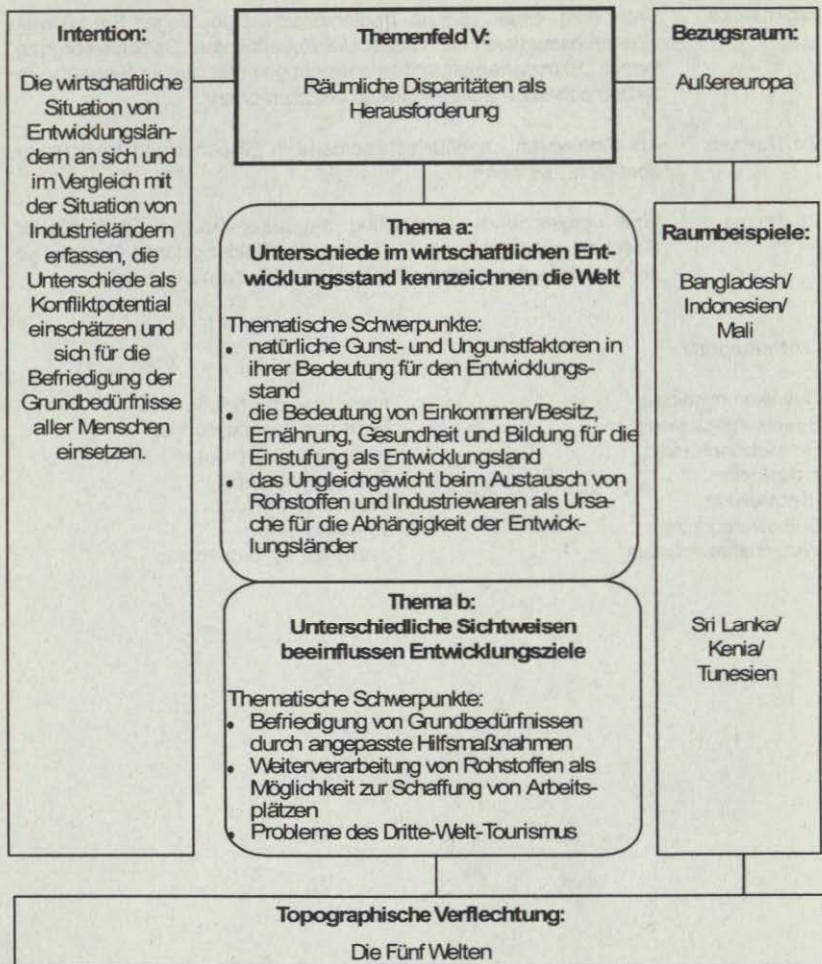 Intention:
Die wirtschaftliche
Situation von
Entwicklungslän-
dern an sich und
im Vergleich mit
der Situation von
Industrieländern
erfassen, die
Unterschiede als
Konfliktpotential
einschätzen und
sich für die
Befriedigung der
Grundbedürfnisse
aller Menschen
einsetzen.
Themenfeld V:
Räumliche Disparitäten als
Herausforderung
Bezugsraum:
Außereuropa
Thema a:
Unterschiede im wirtschaftlichen Ent-
wicklungsstand kennzeichnen die Welt
Thematische Schwerpunkte:
• natürliche Gunst- und Ungunstfaktoren in
ihrer Bedeutung für den Entwicklungs-
stand
• die Bedeutung von Einkommen/Besitz,
Ernährung, Gesundheit und Bildung für die
Einstufung als Entwicklungsland
• das Ungleichgewicht beim Austausch von
Rohstoffen und Industriewaren als Ursa-
che für die Abhängigkeit der Entwick-
lungsländer
Raumbeispiele:
Bangladesh/
Indonesien/
Mali
Thema b:
Unterschiedliche Sichtweisen
beeinflussen Entwicklungsziele
Thematische Schwerpunkte:
• Befriedigung von Grundbedürfnissen
durch angepasste Hilfsmaßnahmen
• Weiterverarbeitung von Rohstoffen als
Möglichkeit zur Schaffung von Arbeits-
plätzen
• Probleme des Dritte-Welt-Tourismus
Sri Lanka/
Kenia/
Tunesien
Topographische Verflechtung:
Die Fünf Welten